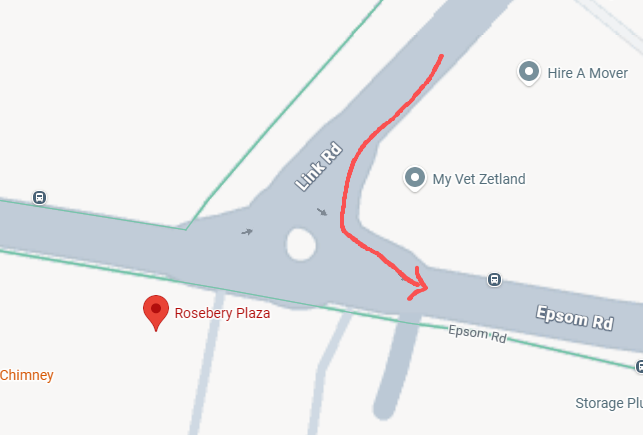 Hire A Mover
Link Rd
My Vet Zetland
Rosebery Plaza
Epsom Rd
Epsom Rd
Chimney
Storage Plu